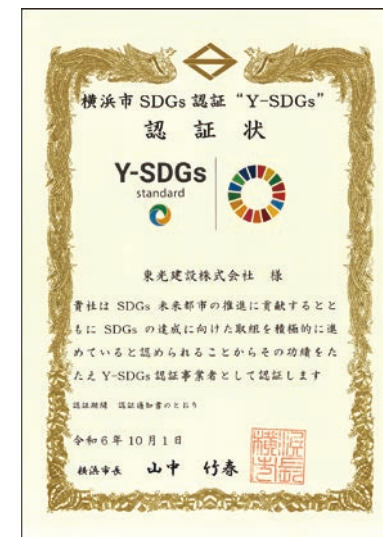 横浜市 SDGs 認証“Y-SDGs”
認証状
Y-SDGs
standard
東光建設株式会社 様
貴社は SDGs 未来都市の推進に貢献するとと
もに SDGs の達成に向けた取組を積極的に進
めていると認められることからその功績をた
たえ Y-SDGs 認証事業者として認証します
認証期間 認証通知書のとおり
令和6年10月1日
横浜市長 山中 竹春